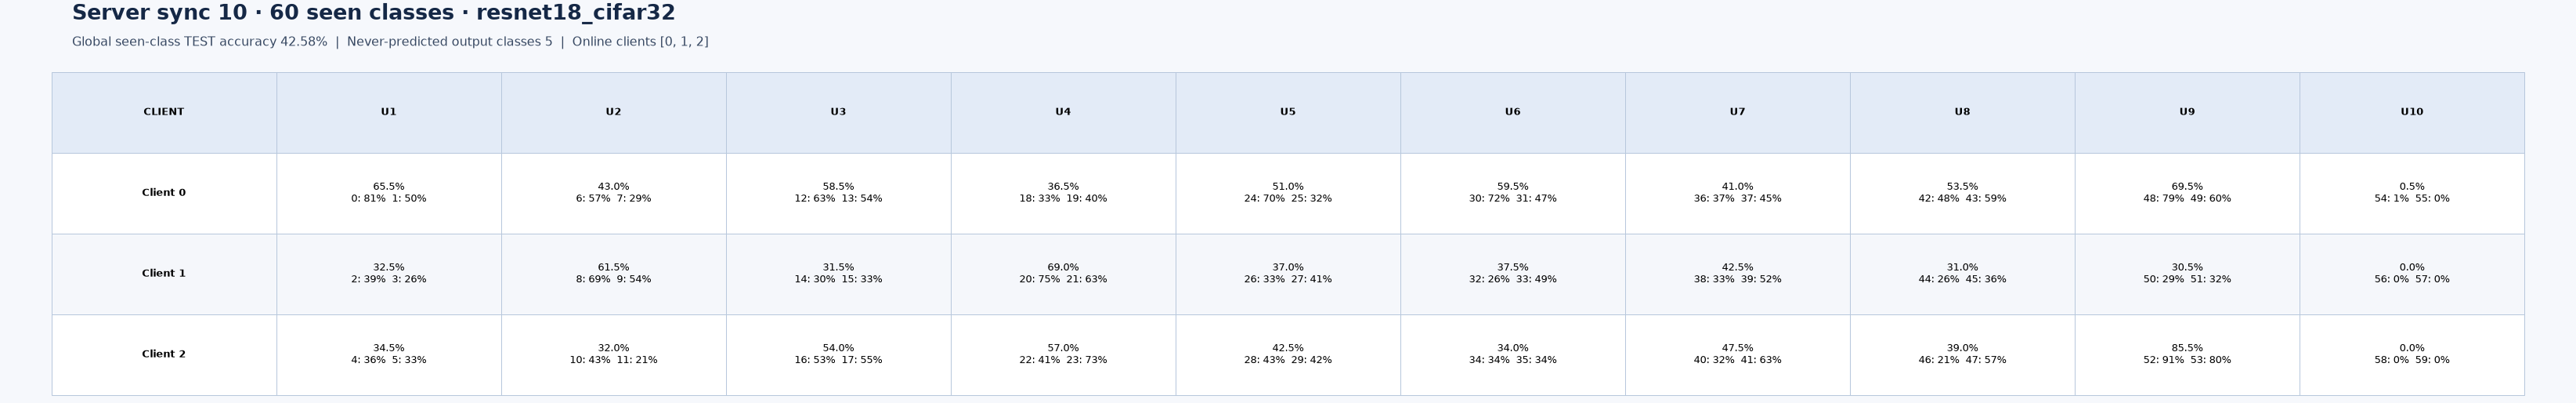 Server sync 10 · 60 seen classes · resnet18_cifar32
Global seen-class TEST accuracy 42.58% | Never-predicted output classes 5 | Online clients [0, 1, 2]
CLIENT U1 U2 U3 U4 U5 U6 U7 U8 U9 U10
Client 0
65.5%
0: 81% 1: 50%
43.0%
6: 57% 7: 29%
58.5%
12: 63% 13: 54%
36.5%
18: 33% 19: 40%
51.0%
24: 70% 25: 32%
59.5%
30: 72% 31: 47%
41.0%
36: 37% 37: 45%
53.5%
42: 48% 43: 59%
69.5%
48: 79% 49: 60%
0.5%
54: 1% 55: 0%
Client 1
32.5%
2: 39% 3: 26%
61.5%
8: 69% 9: 54%
31.5%
14: 30% 15: 33%
69.0%
20: 75% 21: 63%
37.0%
26: 33% 27: 41%
37.5%
32: 26% 33: 49%
42.5%
38: 33% 39: 52%
31.0%
44: 26% 45: 36%
30.5%
50: 29% 51: 32%
0.0%
56: 0% 57: 0%
Client 2
34.5%
4: 36% 5: 33%
32.0%
10: 43% 11: 21%
54.0%
16: 53% 17: 55%
57.0%
22: 41% 23: 73%
42.5%
28: 43% 29: 42%
34.0%
34: 34% 35: 34%
47.5%
40: 32% 41: 63%
39.0%
46: 21% 47: 57%
85.5%
52: 91% 53: 80%
0.0%
58: 0% 59: 0%